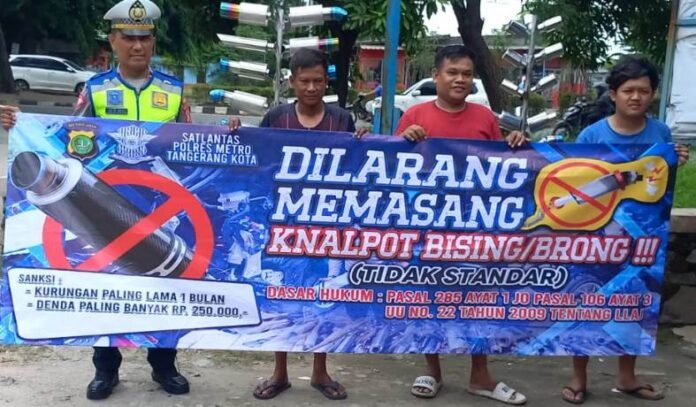 SATLANTAS
POLRES METRO
TANGERANG KOTA
DILARANG
MEMASANG
KNALPOT BISING/BRONG !!!
(TIDAK STANDAR)
SANKSI :
= KURUNGAN PALING LAMA 1 BULAN
= DENDA PALING BANYAK RP. 250.000,-
DASAR HUKUM : PASAL 285 AYAT 1 JO PASAL 106 AYAT 3
UU NO. 22 TAHUN 2009 TENTANG LLAJ